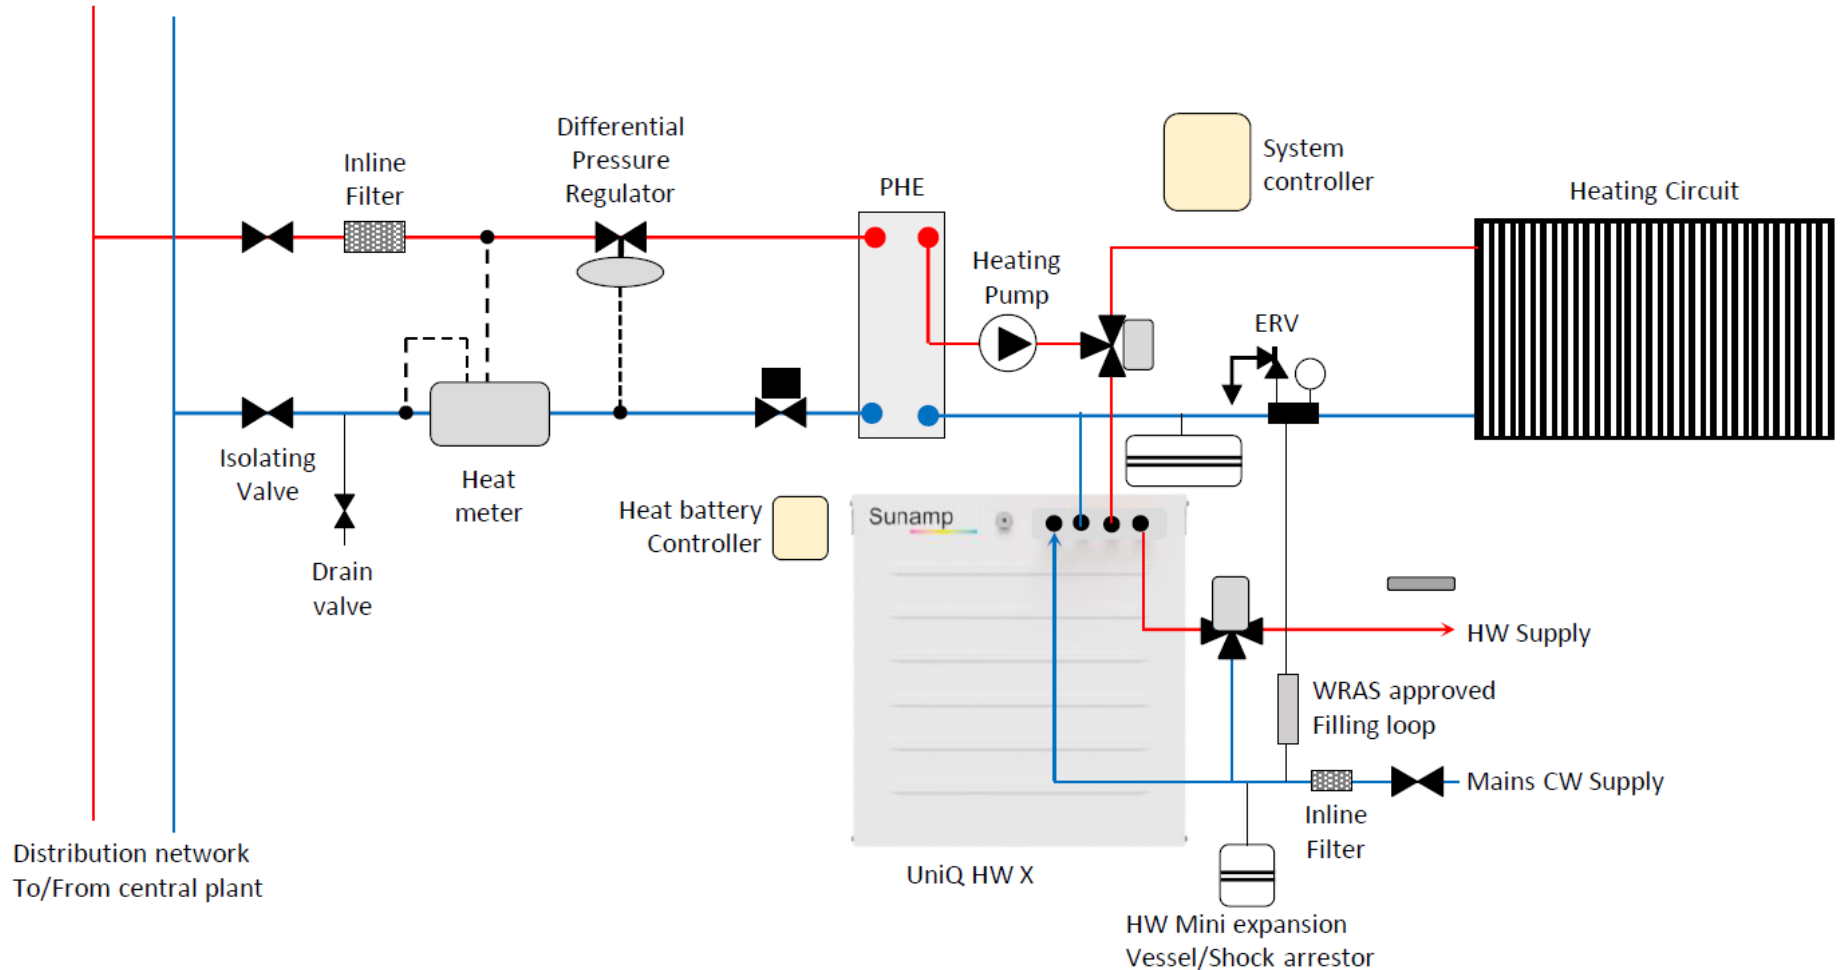 Differential
Pressure
Regulator
Inline
Filter
PHE
System
controller
Heating Circuit
Heating
Pump
ERV
Isolating
Valve
Heat
meter
Drain
valve
Heat battery
Controller
Sunamp
HW Supply
WRAS approved
Filling loop
Mains CW Supply
Inline
Filter
Distribution network
To/From central plant
UniQ HW X
HW Mini expansion
Vessel/Shock arrestor